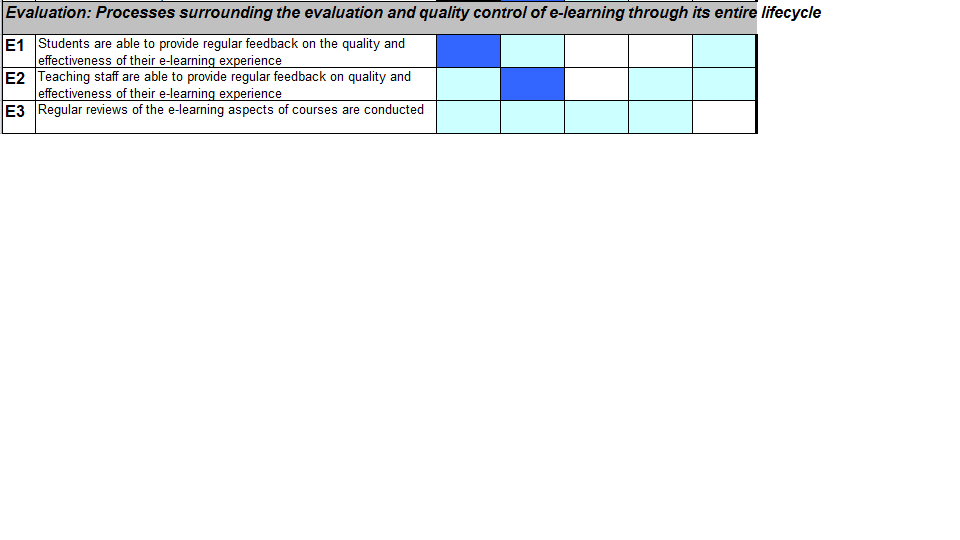 Evaluation: Processes surrounding the evaluation and quality control of e-learning through its entire lifecycle
E1 Students are able to provide regular feedback on the quality and
effectiveness of their e-learning experience
E2 Teaching staff are able to provide regular feedback on quality and
effectiveness of their e-learning experience
E3 Regular reviews of the e-learning aspects of courses are conducted